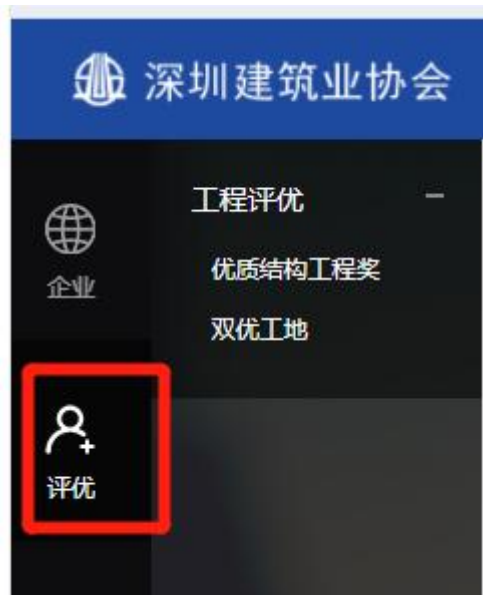 深圳建筑业协会
企业
评优
工程评优
优质结构工程奖
双优工地